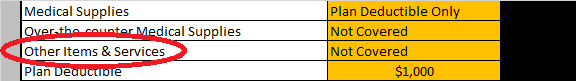 Medical Supplies Plan Deductible Only
Over-the-counter Medical Supplies Not Covered
Other Items & Services Not Covered
Plan Deductible $1,000